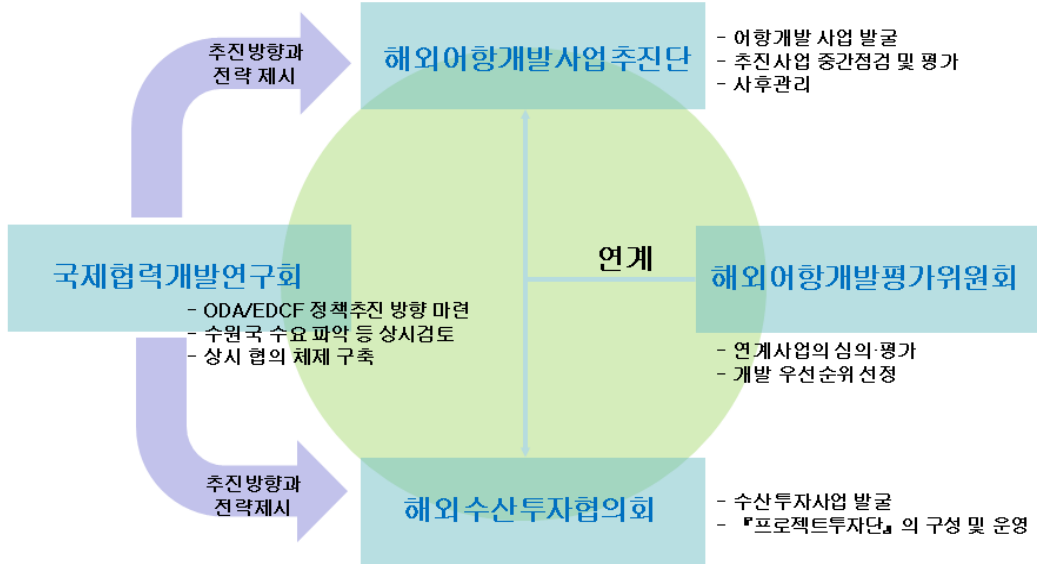 추진방향과
전략 제시
해외어항개발사업추진단
- 어항개발 사업 발굴
- 추진사업 중간점검 및 평가
- 사후관리
국제협력개발연구회
- ODA/EDCF 정책추진 방향 마련
- 수원국 수요 파악 등 상시검토
- 상시 협의 체제 구축
연계
해외어항개발평가위원회
- 연계사업의 심의·평가
- 개발 우선순위 선정
추진방향과
전략제시
해외수산투자협의회
- 수산투자사업 발굴
- 『프로젝트투자단』의 구성 및 운영